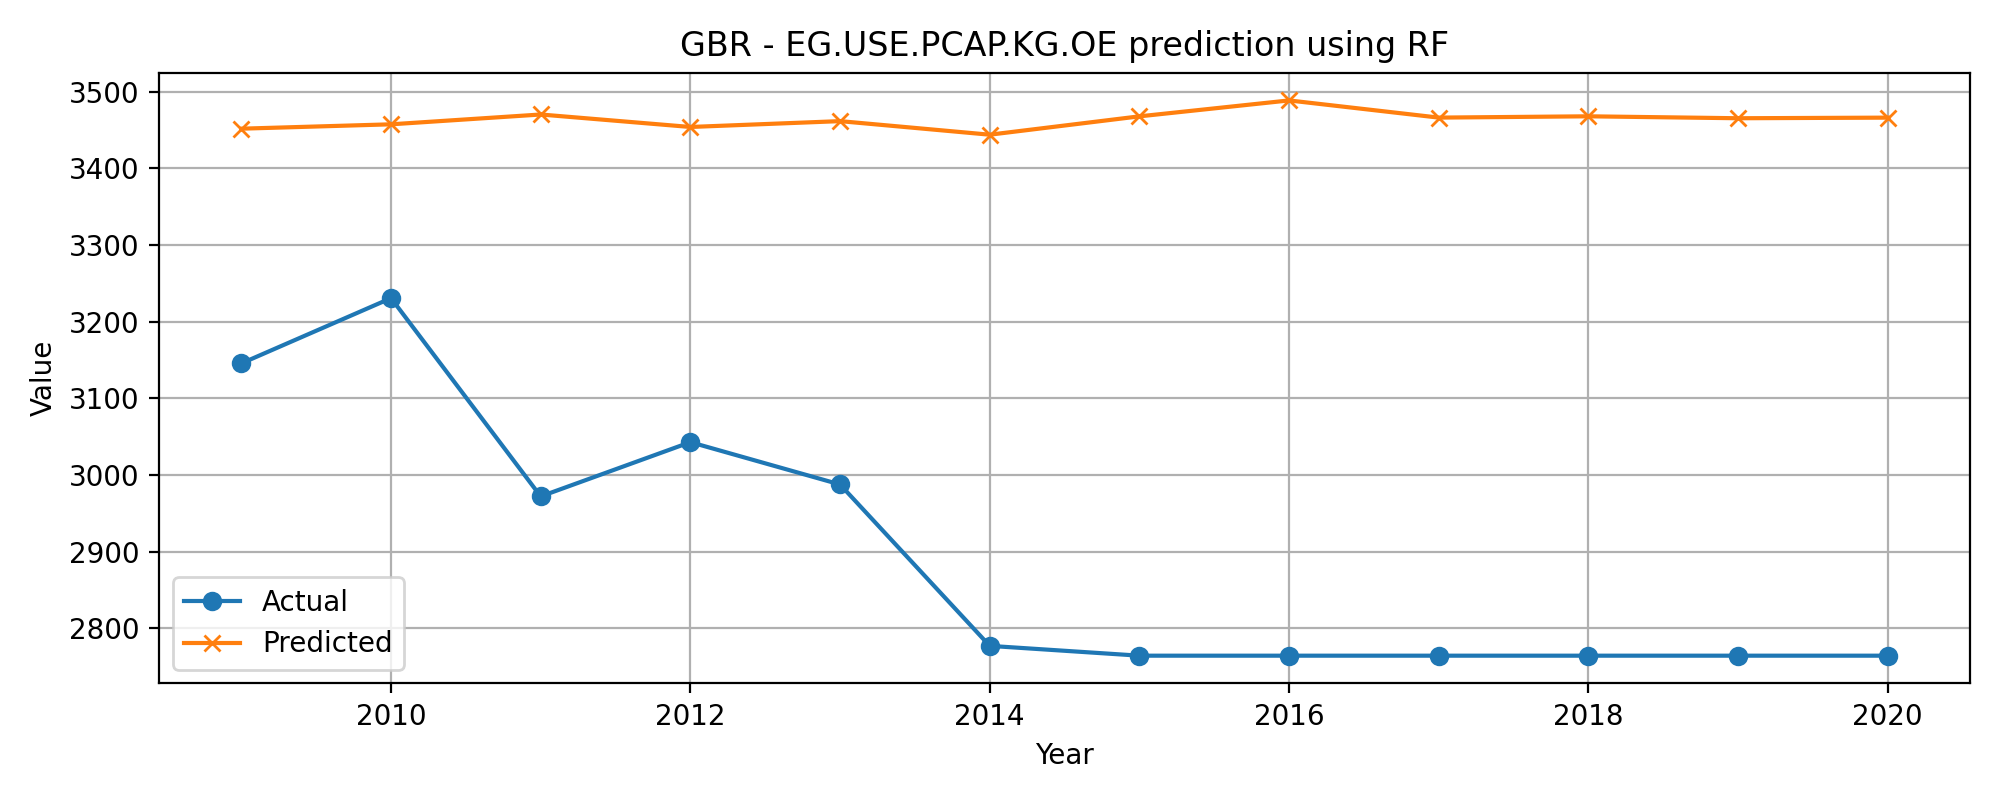 GBR - EG.USE.PCAP.KG.OE prediction using RF
3500
3400
3300
3200
3100
3000
2900
2800
Value
Actual
Predicted
2010 2012 2014 2016 2018 2020
Year